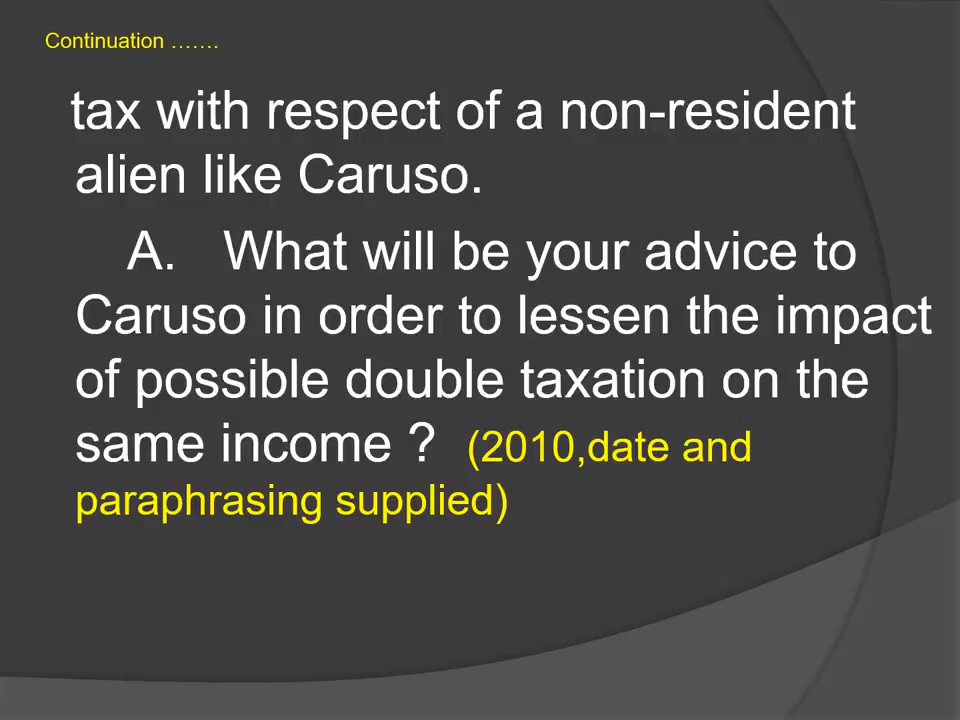 Continuation …….
tax with respect of a non-resident
alien like Caruso.
A. What will be your advice to
Caruso in order to lessen the impact
of possible double taxation on the
same income ? (2010,date and
paraphrasing supplied)